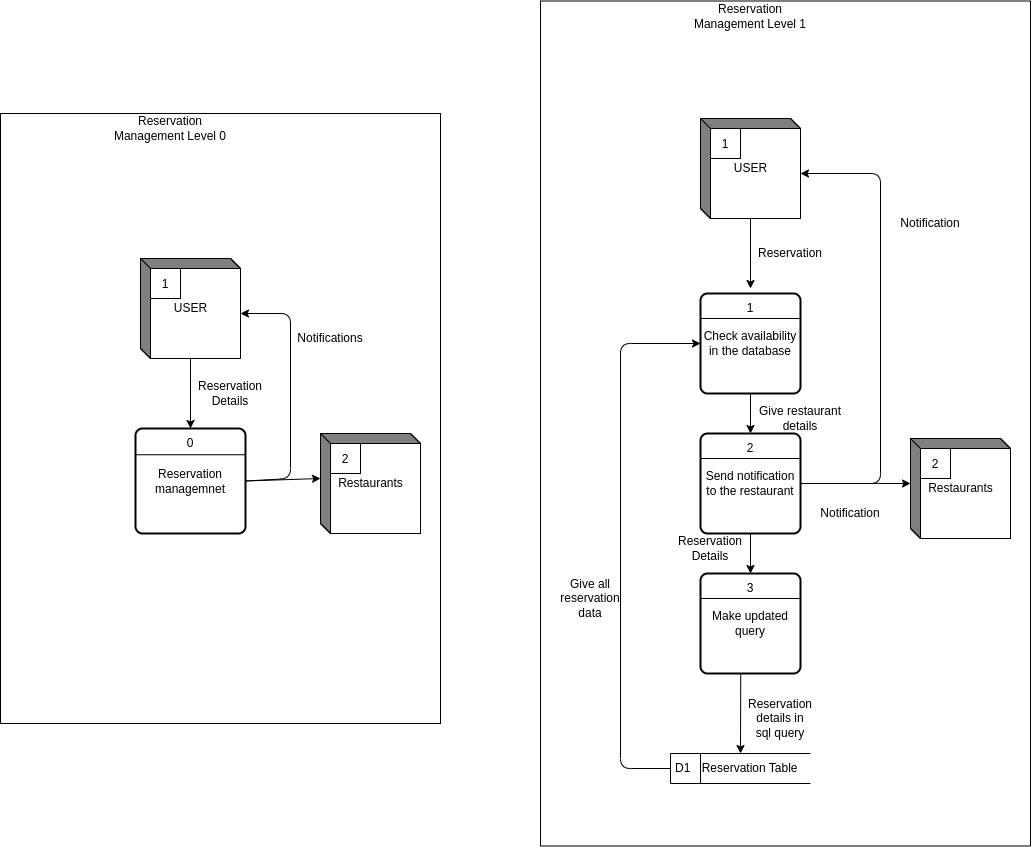 Reservation
Management Level 0
1
USER
Notifications
Reservation
Details
0
Reservation
managemnet
2
Restaurants
Reservation
Management Level 1
1
USER
Notification
Reservation
1
Check availability
in the database
Give restaurant
details
2
Send notification
to the restaurant
2
Restaurants
Notification
Reservation
Details
3
Make updated
query
Give all
reservation
data
Reservation
details in
sql query
D1
Reservation Table